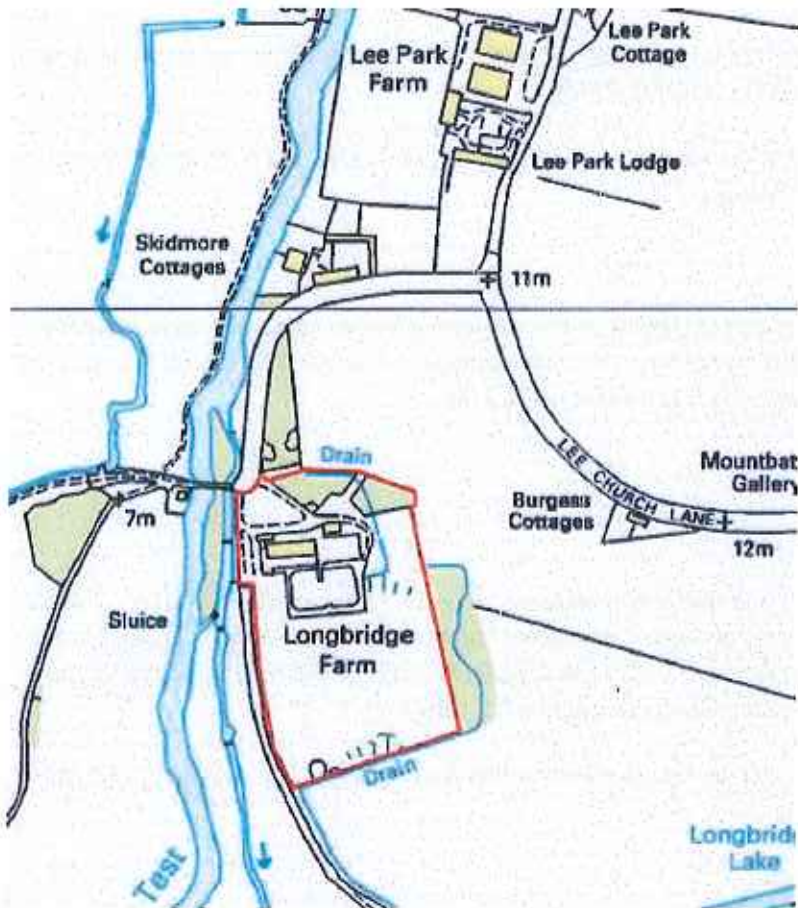 Lee Park
Cottage
Lee Park
Farm
Lee Park Lodge
Skidmore
Cottages
11m
Drain
LEE CHURCH LANE
Mountbat
Gallery
Burgess
Cottages
7m
12m
Sluice
Longbridge
Farm
Drain
Longbrid
Lake
Test